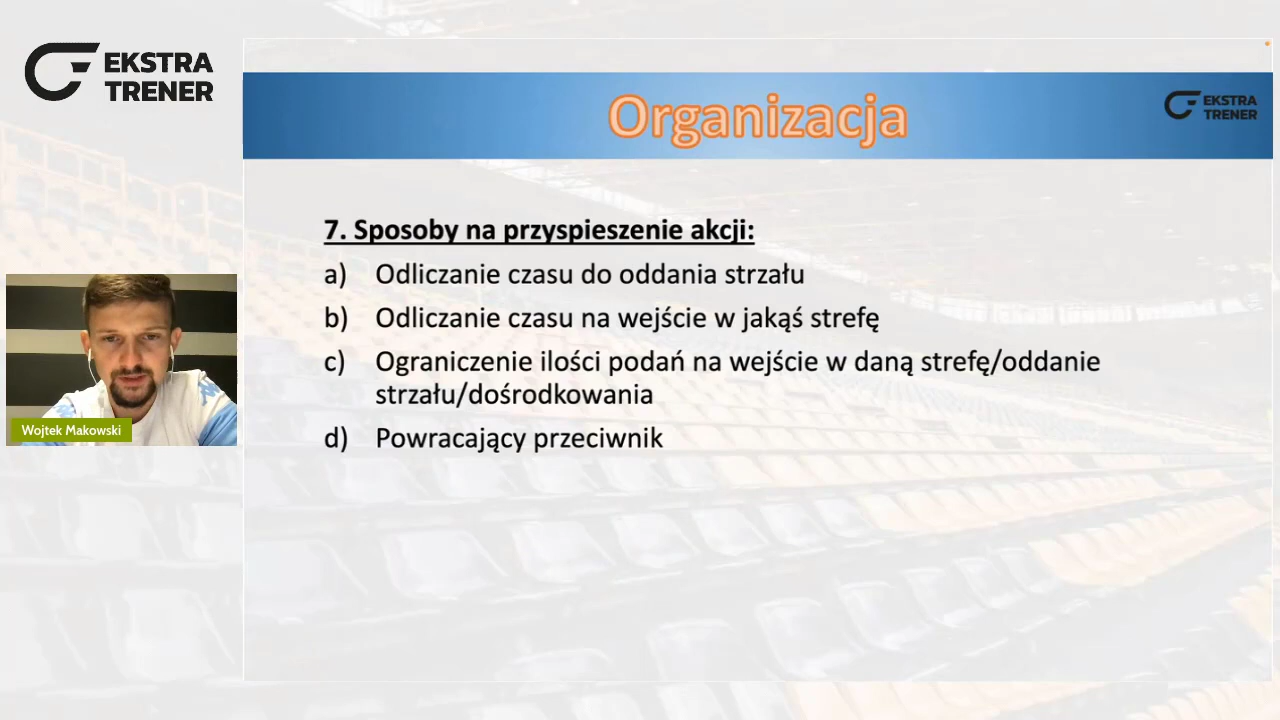 EKSTRA
TRENER
Organizacja
EKSTRA
TRENER
7. Sposoby na przyspieszenie akcji:
a) Odliczanie czasu do oddania strzału
b) Odliczanie czasu na wejście w jakąś strefę
c) Ograniczenie ilości podań na wejście w daną strefę/oddanie
strzału/dośrodkowania
d) Powracający przeciwnik
Wojtek Makowski